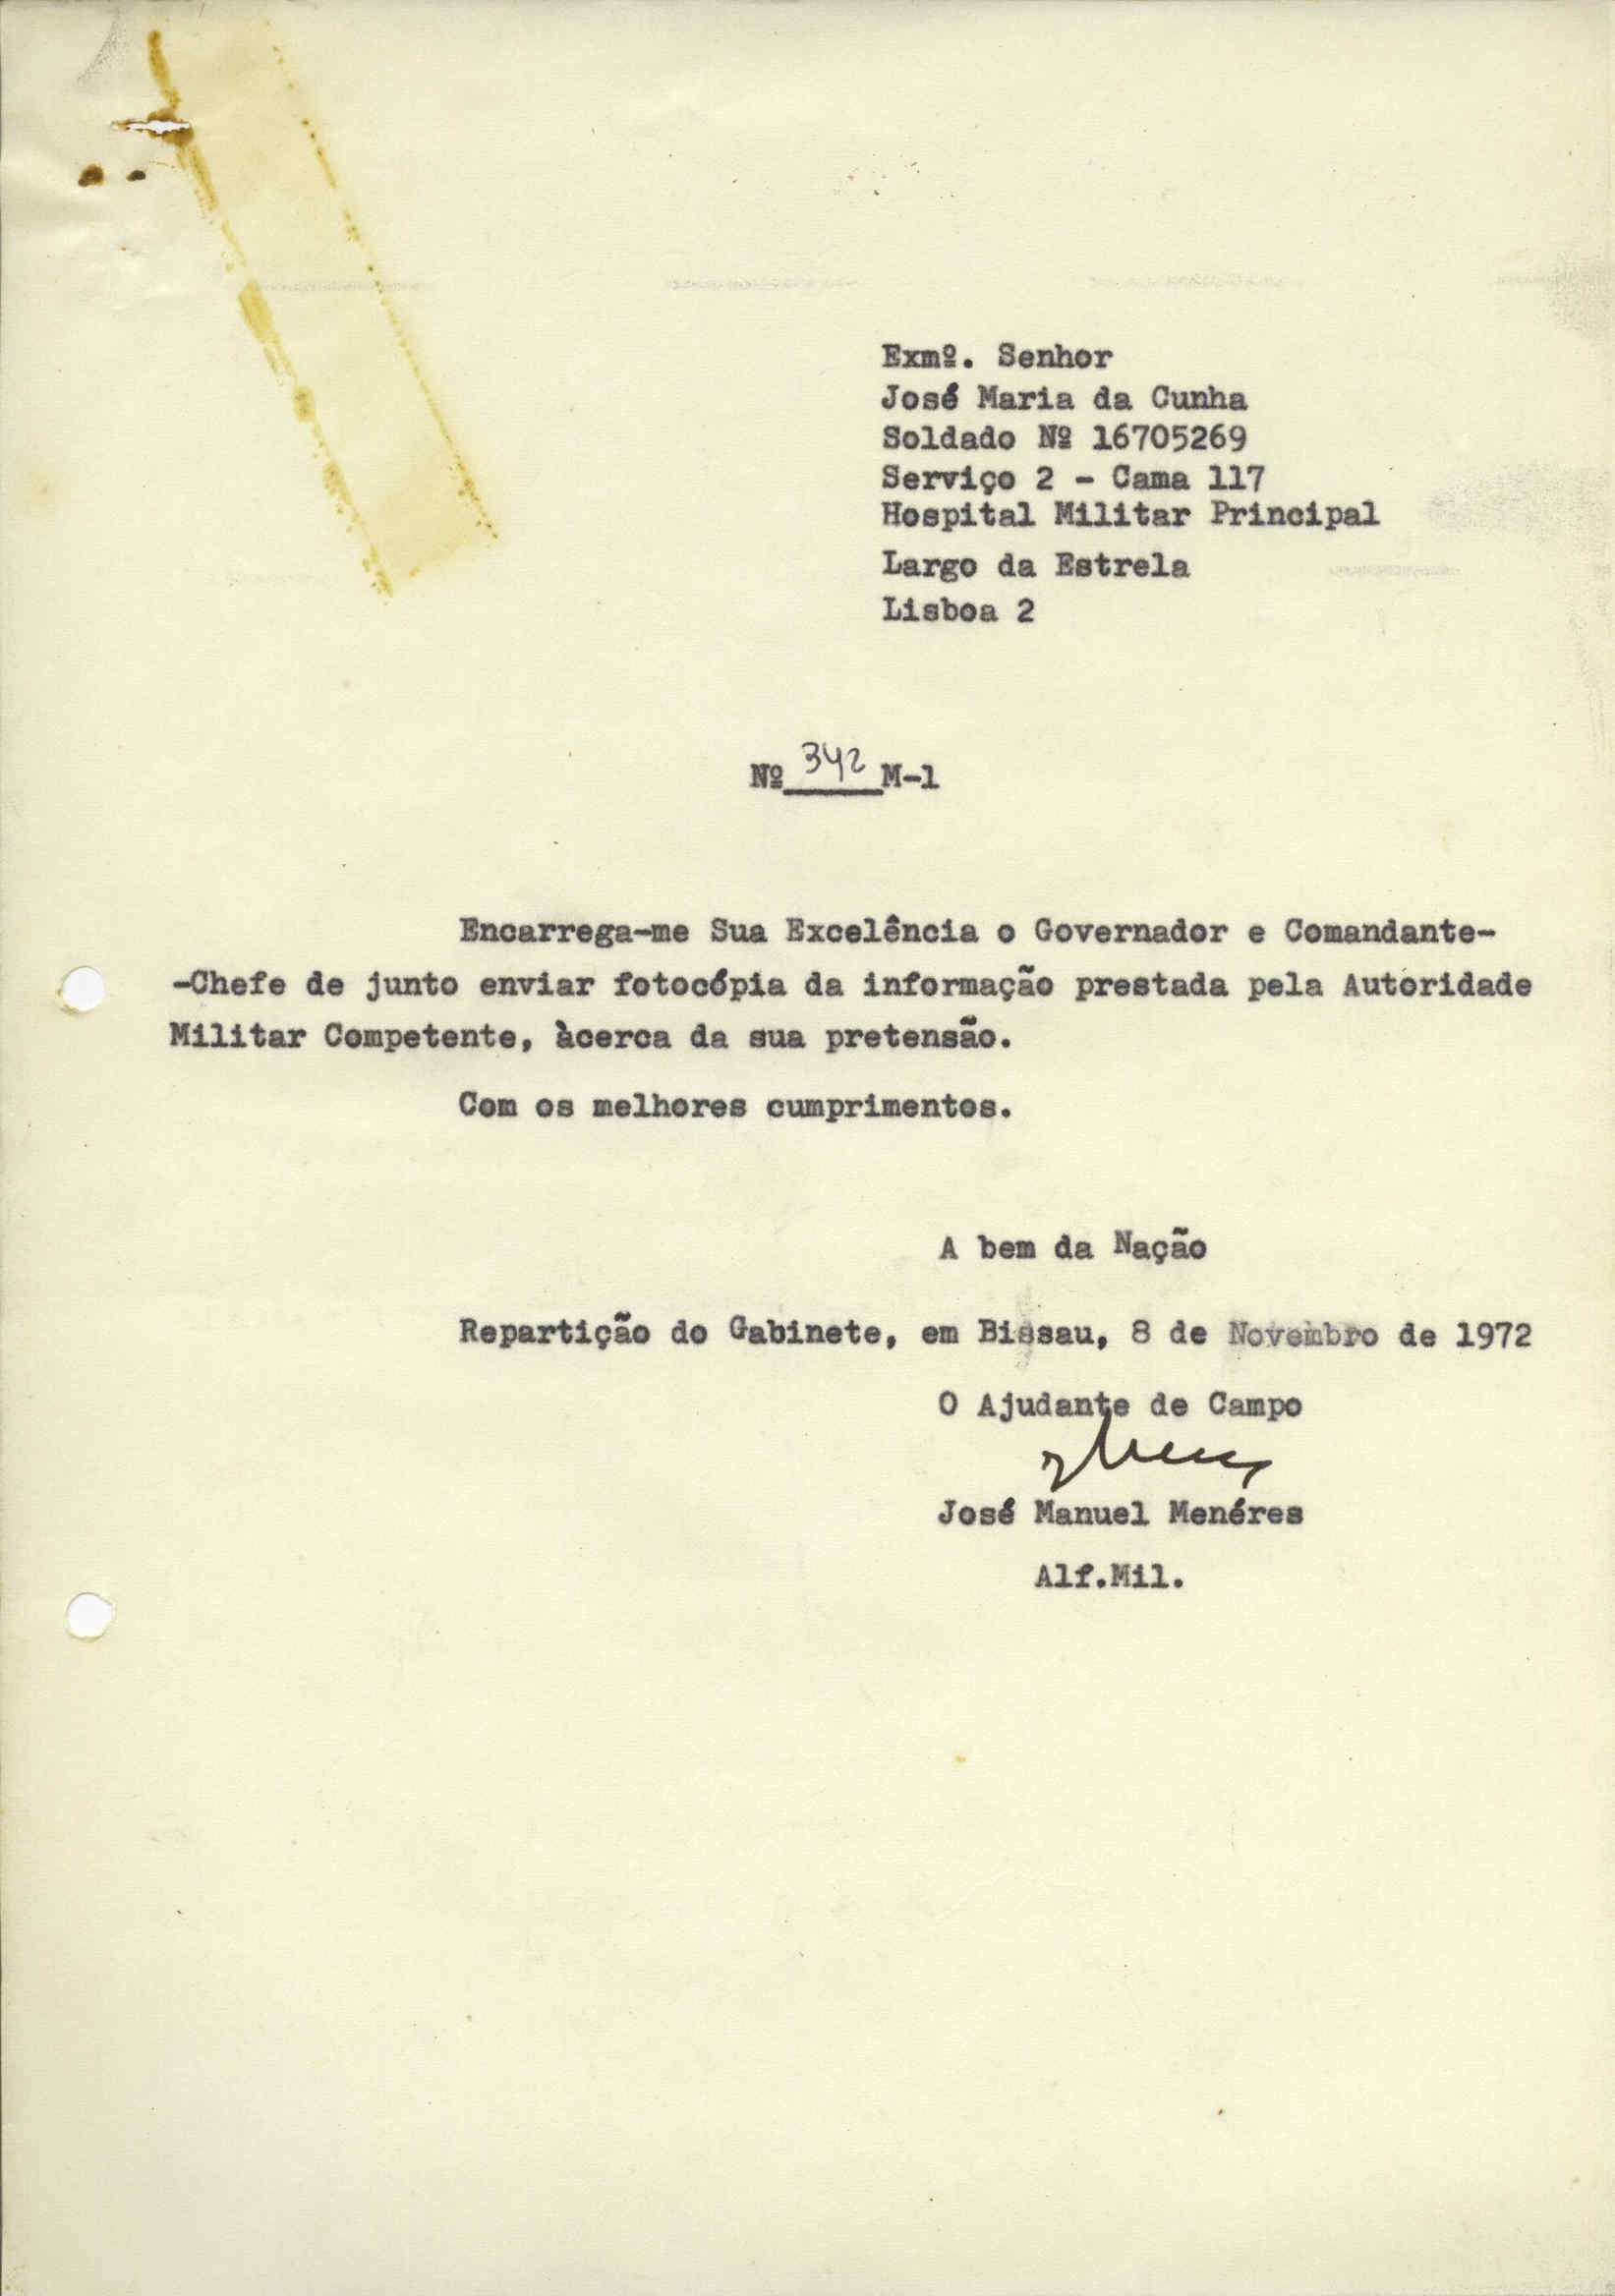 Exmº. Senhor
José Maria da Cunha
Soldado Nº 16705269
Serviço 2 - Cama 117
Hospital Militar Principal
Largo da Estrela
Lisboa 2
Nº 342 M-1
Encarrega-me Sua Excelência o Governador e Comandante-
-Chefe de junto enviar fotocópia da informação prestada pela Autoridade
Militar Competente, àcerca da sua pretensão.
Com os melhores cumprimentos.
A bem da Nação
Repartição do Gabinete, em Bissau, 8 de Novembro de 1972
O Ajudante de Campo
José Manuel Menéres
Alf.Mil.